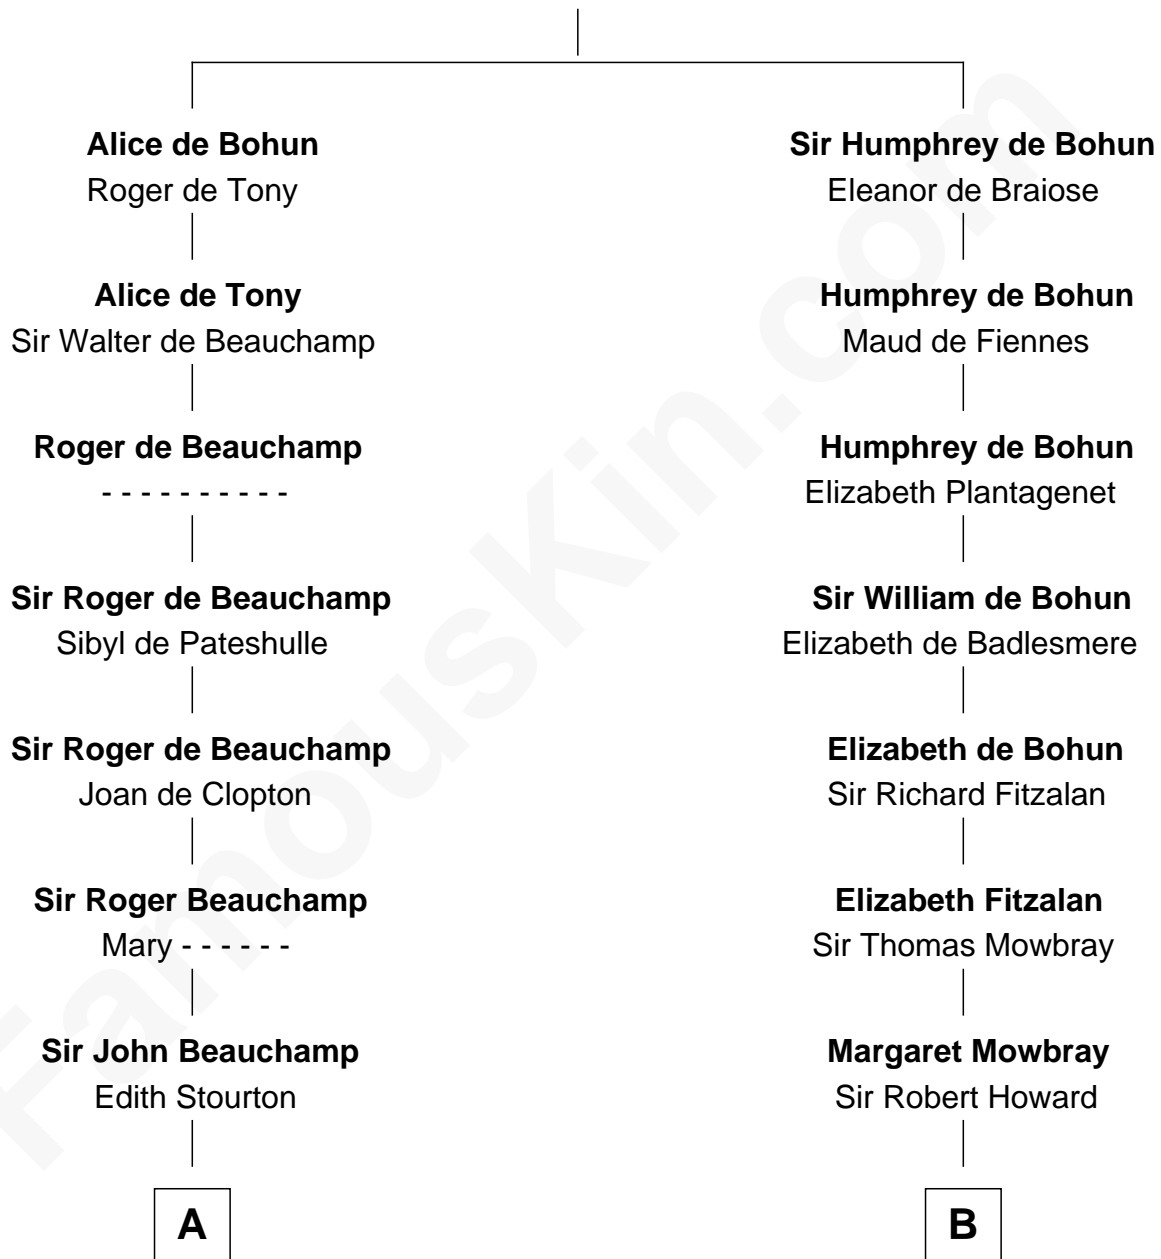 Alice de Bohun
Roger de Tony
Alice de Tony
Sir Walter de Beauchamp
Roger de Beauchamp
- - - - - - - - - -
Sir Roger de Beauchamp
Sibyl de Pateshulle
Sir Roger de Beauchamp
Joan de Clopton
Sir Roger Beauchamp
Mary - - - - - -
Sir John Beauchamp
Edith Stourton
A
Sir Humphrey de Bohun
Eleanor de Braiose
Humphrey de Bohun
Maud de Fiennes
Humphrey de Bohun
Elizabeth Plantagenet
Sir William de Bohun
Elizabeth de Badlesmere
Elizabeth de Bohun
Sir Richard Fitzalan
Elizabeth Fitzalan
Sir Thomas Mowbray
Margaret Mowbray
Sir Robert Howard
B
FamousKin.com